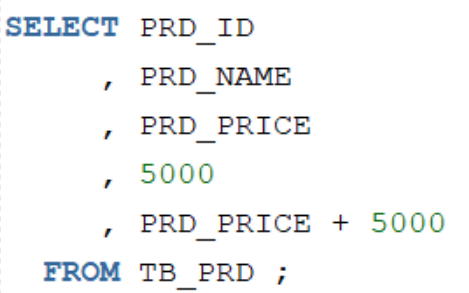 SELECT PRD_ID
, PRD_NAME
, PRD_PRICE
, 5000
, PRD_PRICE + 5000
FROM TB_PRD ;